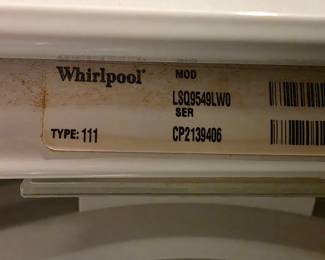 Whirlpool MOD
LSQ9549LW0
SER
TYPE: 111 CP2139406